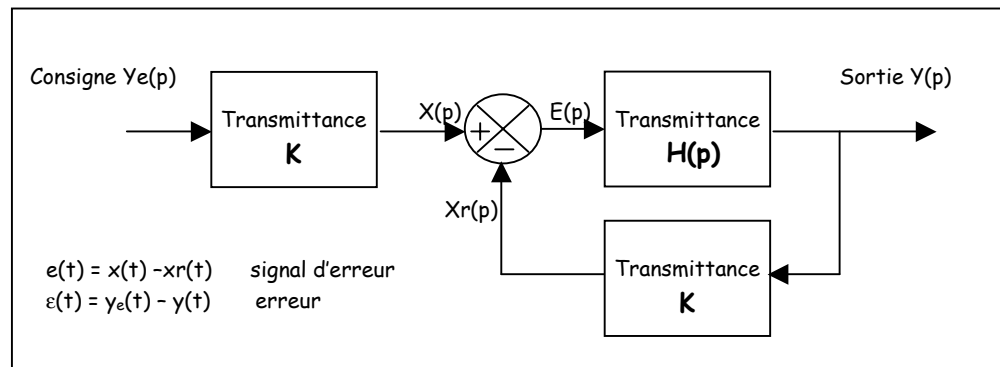 Consigne Ye(p)
Sortie Y(p)
Transmittance
K
X(p)
+
–
E(p)
Transmittance
H(p)
Xr(p)
Transmittance
K
e(t) = x(t) –xr(t) signal d’erreur
ε(t) = yₑ(t) – y(t) erreur